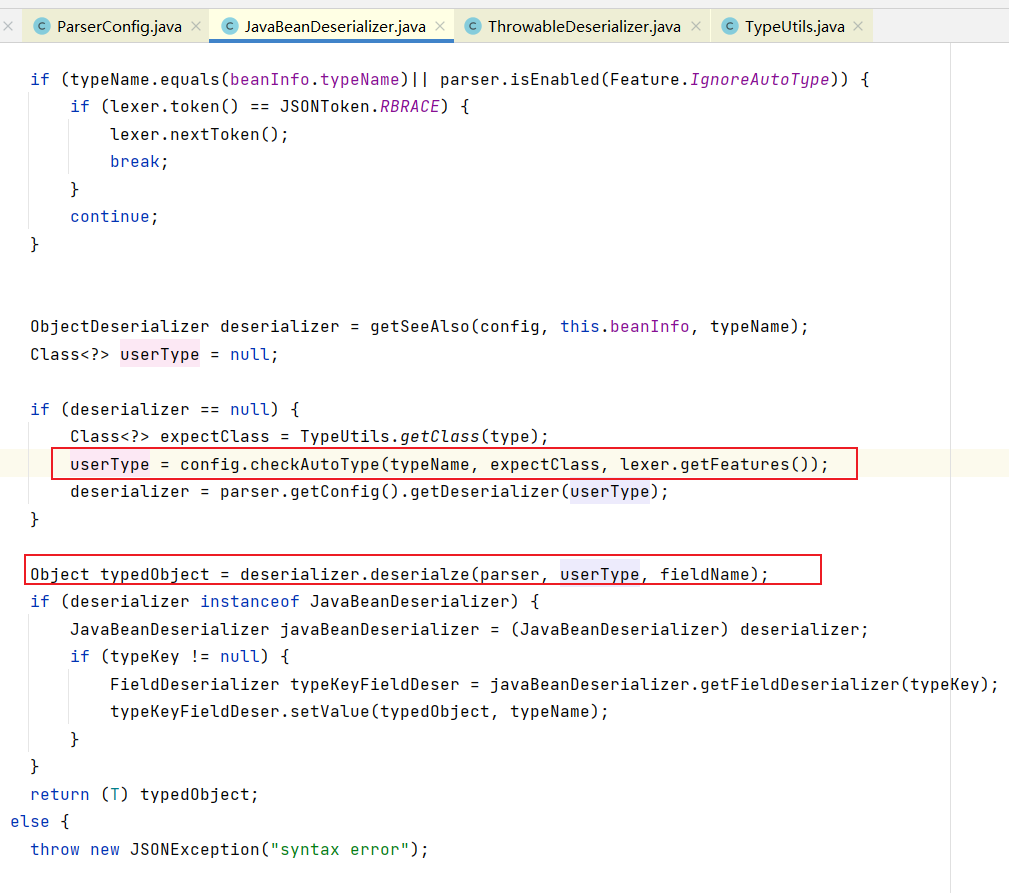 ParserConfig.java JavaBeanDeserializer.java ThrowableDeserializer.java TypeUtils.java
if (typeName.equals(beanInfo.typeName)|| parser.isEnabled(Feature.IgnoreAutoType)) {
if (lexer.token() == JSONToken.RBRACE) {
lexer.nextToken();
break;
}
continue;
}
ObjectDeserializer deserializer = getSeeAlso(config, this.beanInfo, typeName);
Class<?> userType = null;
if (deserializer == null) {
Class<?> expectClass = TypeUtils.getClass(type);
userType = config.checkAutoType(typeName, expectClass, lexer.getFeatures());
deserializer = parser.getConfig().getDeserializer(userType);
}
Object typedObject = deserializer.deserialze(parser, userType, fieldName);
if (deserializer instanceof JavaBeanDeserializer) {
JavaBeanDeserializer javaBeanDeserializer = (JavaBeanDeserializer) deserializer;
if (typeKey != null) {
FieldDeserializer typeKeyFieldDeser = javaBeanDeserializer.getFieldDeserializer(typeKey);
typeKeyFieldDeser.setValue(typedObject, typeName);
}
}
return (T) typedObject;
else {
throw new JSONException("syntax error");